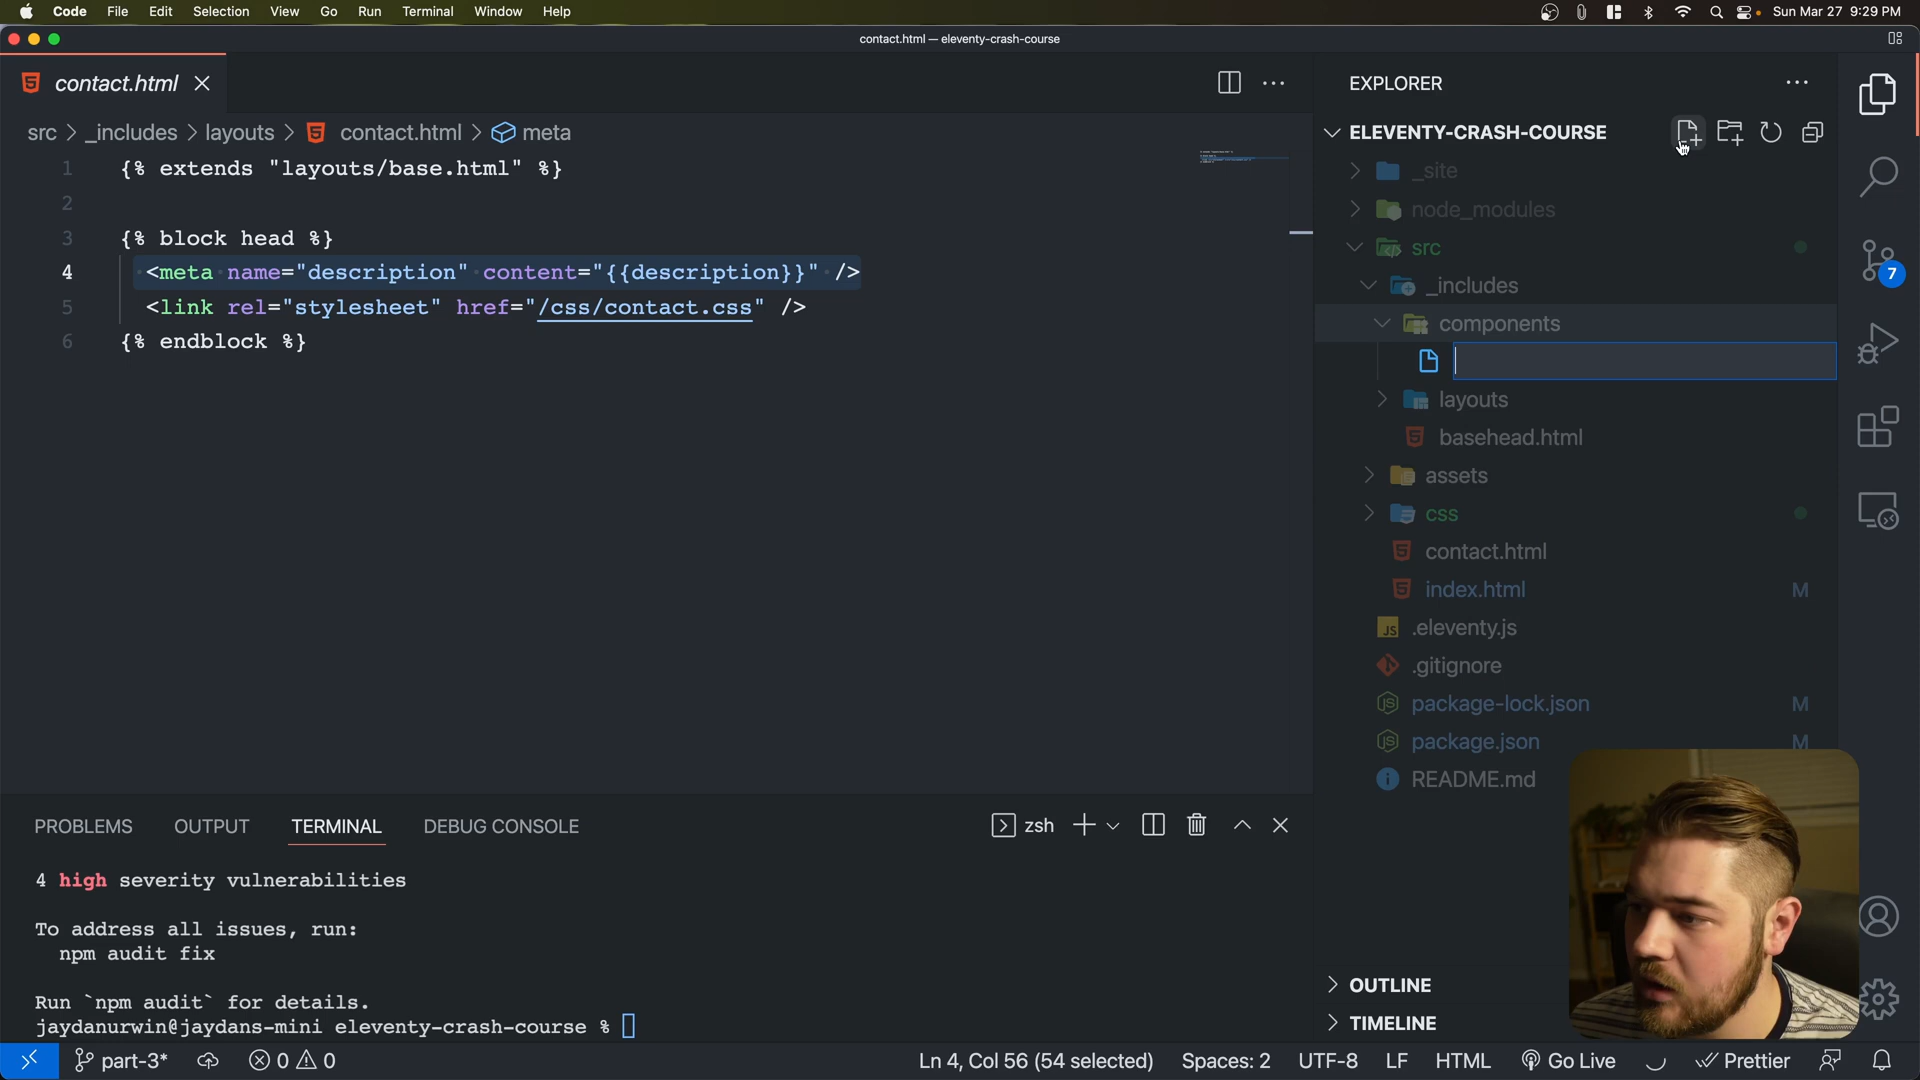 Code File Edit Selection View Go Run Terminal Window Help
Sun Mar 27 9:29 PM
contact.html — eleventy-crash-course
contact.html
src > _includes > layouts > contact.html > meta
1 {% extends "layouts/base.html" %}
2
3 {% block head %}
4 <meta name="description" content="{{description}}" />
5 <link rel="stylesheet" href="/css/contact.css" />
6 {% endblock %}
EXPLORER
ELEVENTY-CRASH-COURSE
_site
node_modules
src
_includes
components
layouts
basehead.html
assets
css
contact.html
index.html M
.eleventy.js
.gitignore
package-lock.json M
package.json M
README.md
OUTLINE
TIMELINE
7
PROBLEMS OUTPUT TERMINAL DEBUG CONSOLE
zsh
4 high severity vulnerabilities
To address all issues, run:
npm audit fix
Run `npm audit` for details.
jaydanurwin@jaydans-mini eleventy-crash-course %
part-3* 0 0
Ln 4, Col 56 (54 selected) Spaces: 2 UTF-8 LF HTML Go Live Prettier